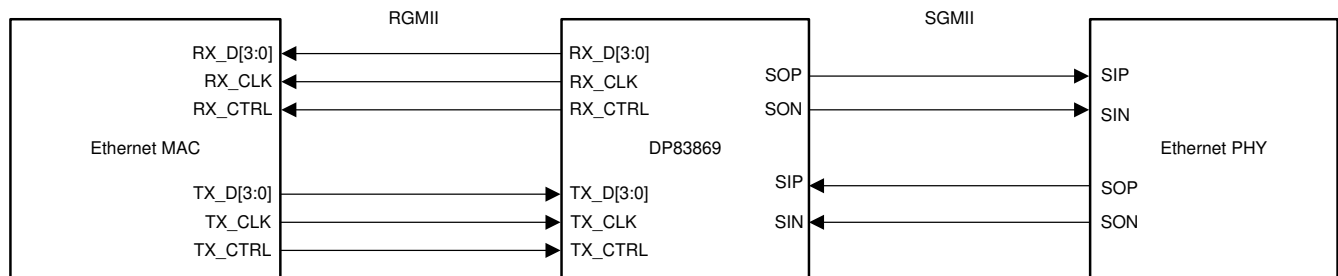 RGMII SGMII
RX_D[3:0] RX_D[3:0]
SOP SIP
RX_CLK RX_CLK
RX_CTRL RX_CTRL SON SIN
Ethernet MAC DP83869 Ethernet PHY
SIP SOP
TX_D[3:0] TX_D[3:0]
TX_CLK TX_CLK SIN SON
TX_CTRL TX_CTRL